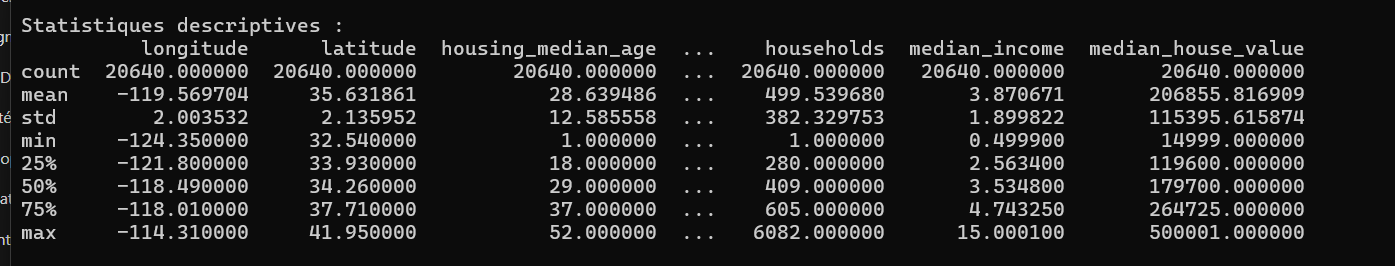 Statistiques descriptives :
longitude latitude housing_median_age ... households median_income median_house_value
count 20640.000000 20640.000000 20640.000000 ... 20640.000000 20640.000000 20640.000000
mean -119.569704 35.631861 28.639486 ... 499.539680 3.870671 206855.816909
std 2.003532 2.135952 12.585558 ... 382.329753 1.899822 115395.615874
min -124.350000 32.540000 1.000000 ... 1.000000 0.499900 14999.000000
25% -121.800000 33.930000 18.000000 ... 280.000000 2.563400 119600.000000
50% -118.490000 34.260000 29.000000 ... 409.000000 3.534800 179700.000000
75% -118.010000 37.710000 37.000000 ... 605.000000 4.743250 264725.000000
max -114.310000 41.950000 52.000000 ... 6082.000000 15.000100 500001.000000